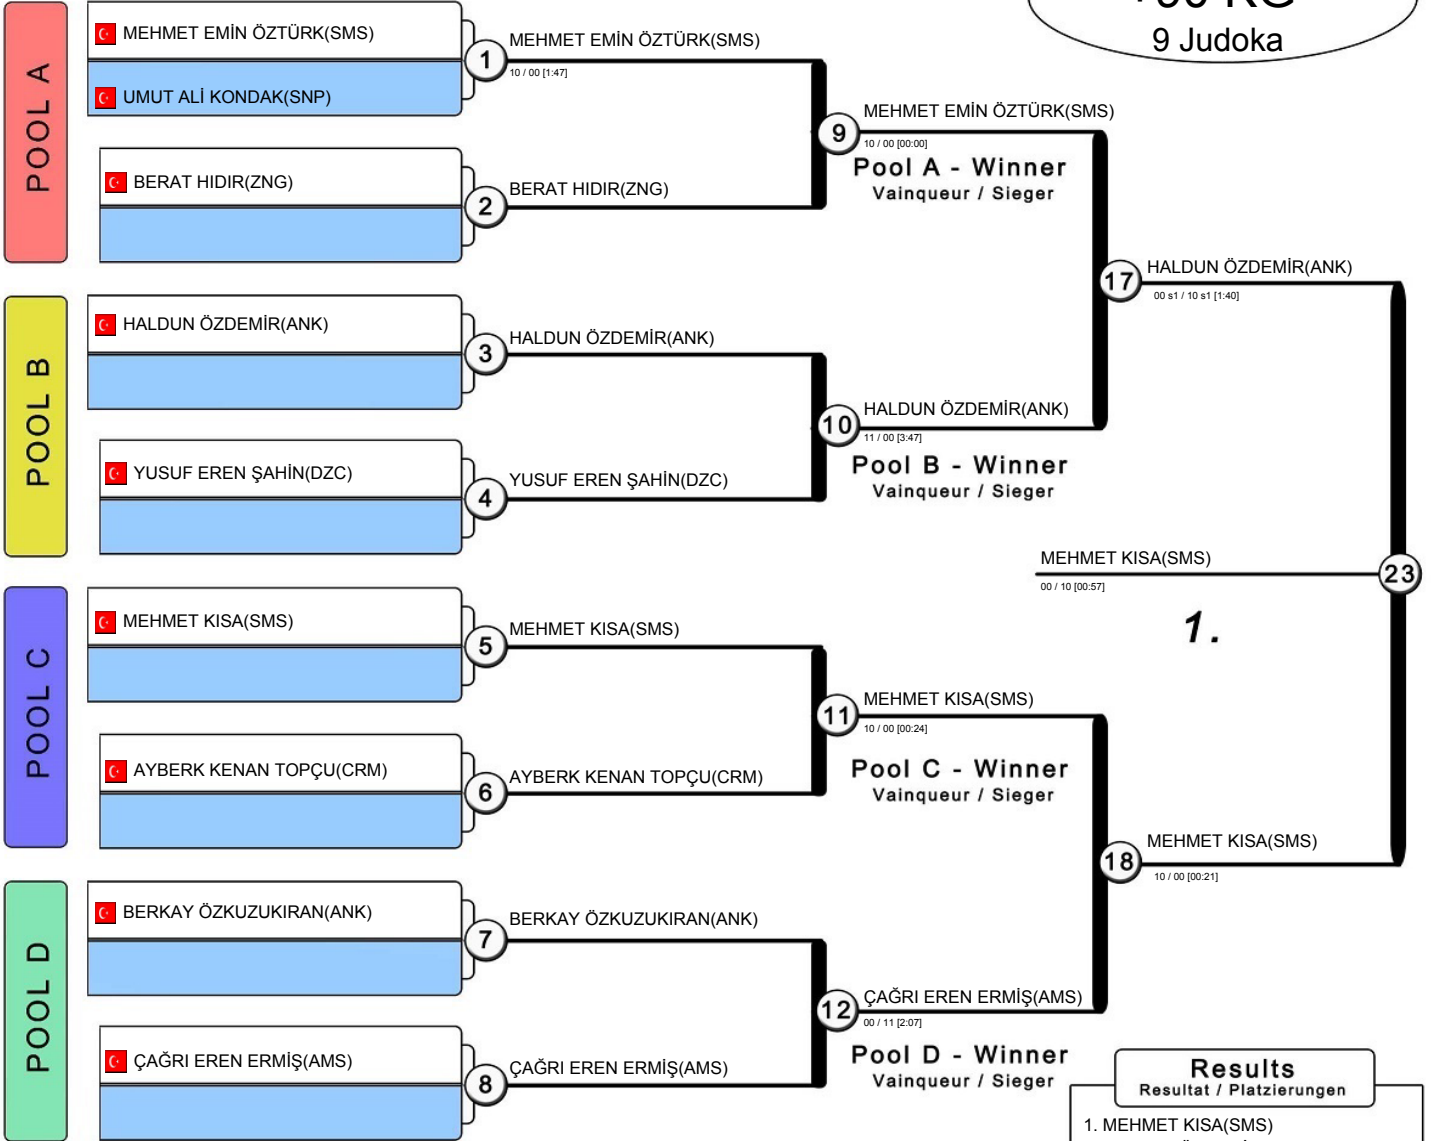 9 Judoka
POOL A
MEHMET EMİN ÖZTÜRK(SMS)
UMUT ALİ KONDAK(SNP)
1
MEHMET EMİN ÖZTÜRK(SMS)
10 / 00 [1:47]
BERAT HIDIR(ZNG)
2
BERAT HIDIR(ZNG)
9
MEHMET EMİN ÖZTÜRK(SMS)
10 / 00 [00:00]
Pool A - Winner
Vainqueur / Sieger
POOL B
HALDUN ÖZDEMİR(ANK)
3
HALDUN ÖZDEMİR(ANK)
YUSUF EREN ŞAHİN(DZC)
4
YUSUF EREN ŞAHİN(DZC)
10
HALDUN ÖZDEMİR(ANK)
11 / 00 [3:47]
Pool B - Winner
Vainqueur / Sieger
17
HALDUN ÖZDEMİR(ANK)
00 s1 / 10 s1 [1:40]
POOL C
MEHMET KISA(SMS)
5
MEHMET KISA(SMS)
AYBERK KENAN TOPÇU(CRM)
6
AYBERK KENAN TOPÇU(CRM)
11
MEHMET KISA(SMS)
10 / 00 [00:24]
Pool C - Winner
Vainqueur / Sieger
POOL D
BERKAY ÖZKUZUKIRAN(ANK)
7
BERKAY ÖZKUZUKIRAN(ANK)
ÇAĞRI EREN ERMİŞ(AMS)
8
ÇAĞRI EREN ERMİŞ(AMS)
12
ÇAĞRI EREN ERMİŞ(AMS)
00 / 11 [2:07]
Pool D - Winner
Vainqueur / Sieger
18
MEHMET KISA(SMS)
10 / 00 [00:21]
MEHMET KISA(SMS)
23
00 / 10 [00:57]
1.
Results
Resultat / Platzierungen
1. MEHMET KISA(SMS)